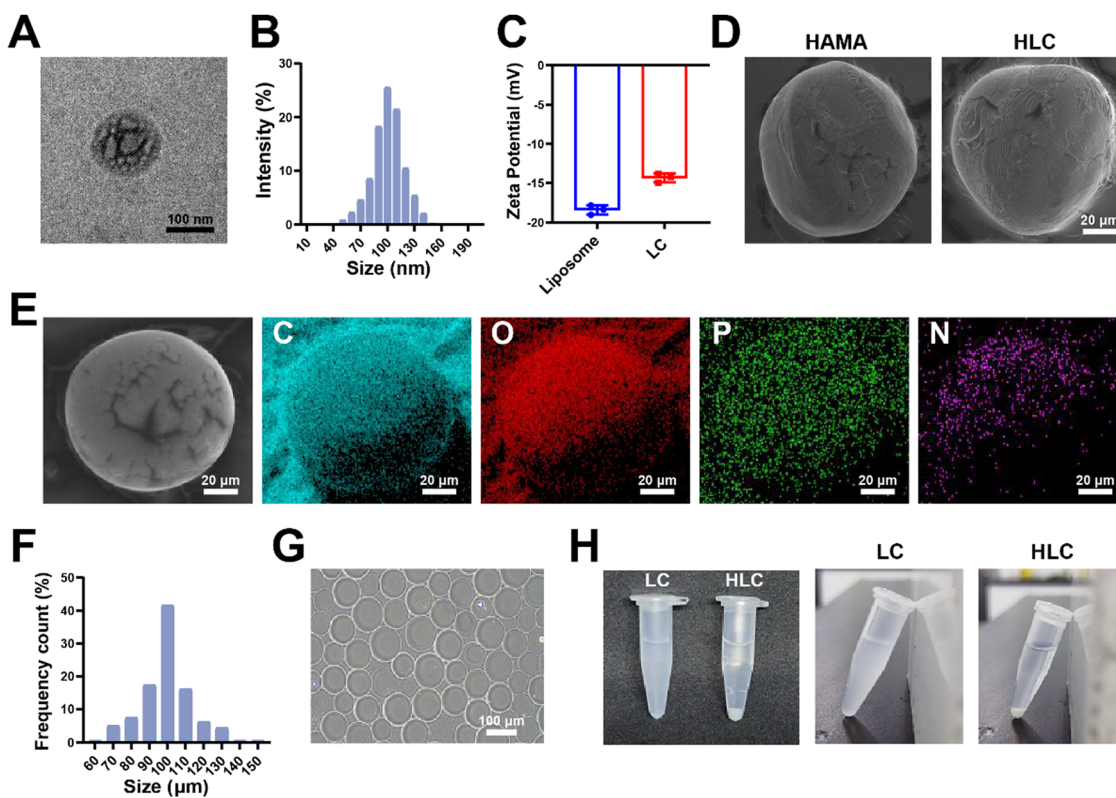 A
100 nm
B
Intensity (%)
30
20
10
0
10
40
70
100
130
160
190
Size (nm)
C
Zeta Potential (mV)
0
-5
-10
-15
-20
Liposome
LC
D
HAMA
HLC
20 μm
E
20 μm
C
20 μm
O
20 μm
P
20 μm
N
20 μm
F
Frequency count (%)
50
40
30
20
10
0
60
70
80
90
100
110
120
130
140
150
Size (μm)
G
100 μm
H
LC
HLC
LC
HLC